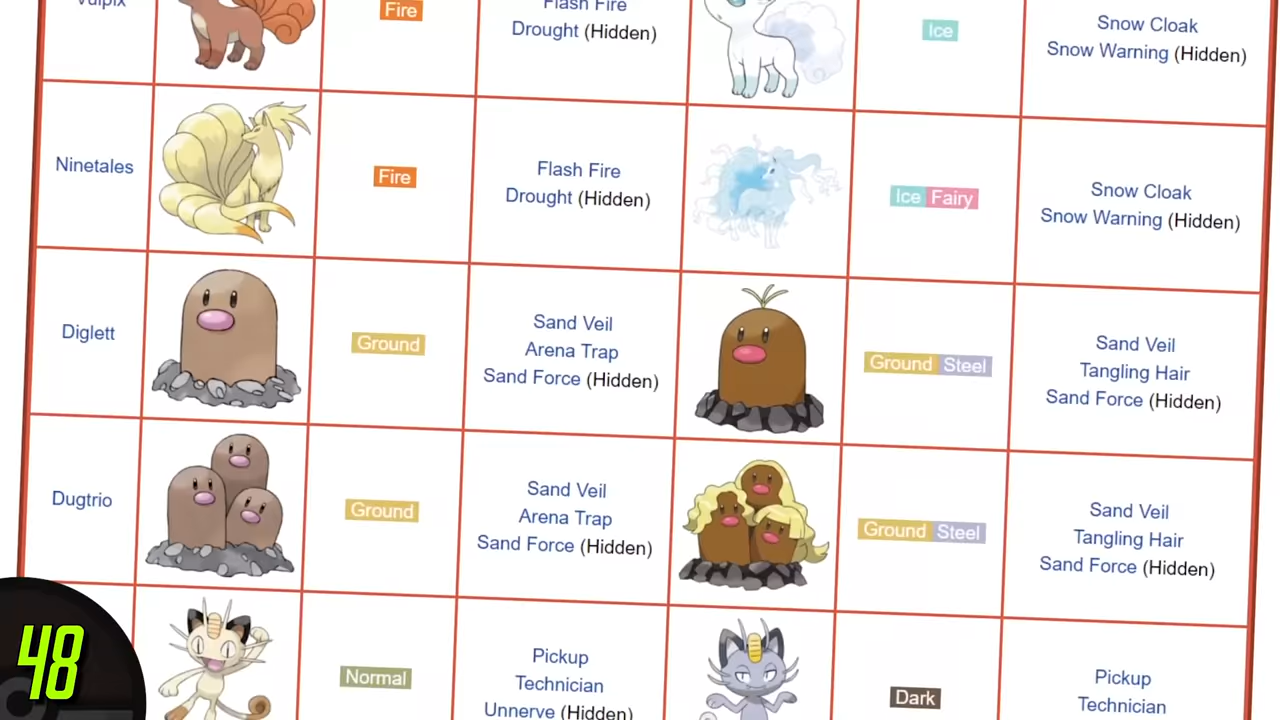 Vulpix
Fire
Flash Fire
Drought (Hidden)
Ice
Snow Cloak
Snow Warning (Hidden)
Ninetales
Fire
Flash Fire
Drought (Hidden)
Ice Fairy
Snow Cloak
Snow Warning (Hidden)
Diglett
Ground
Sand Veil
Arena Trap
Sand Force (Hidden)
Ground Steel
Sand Veil
Tangling Hair
Sand Force (Hidden)
Dugtrio
Ground
Sand Veil
Arena Trap
Sand Force (Hidden)
Ground Steel
Sand Veil
Tangling Hair
Sand Force (Hidden)
Normal
Pickup
Technician
Unnerve (Hidden)
Dark
Pickup
Technician
48